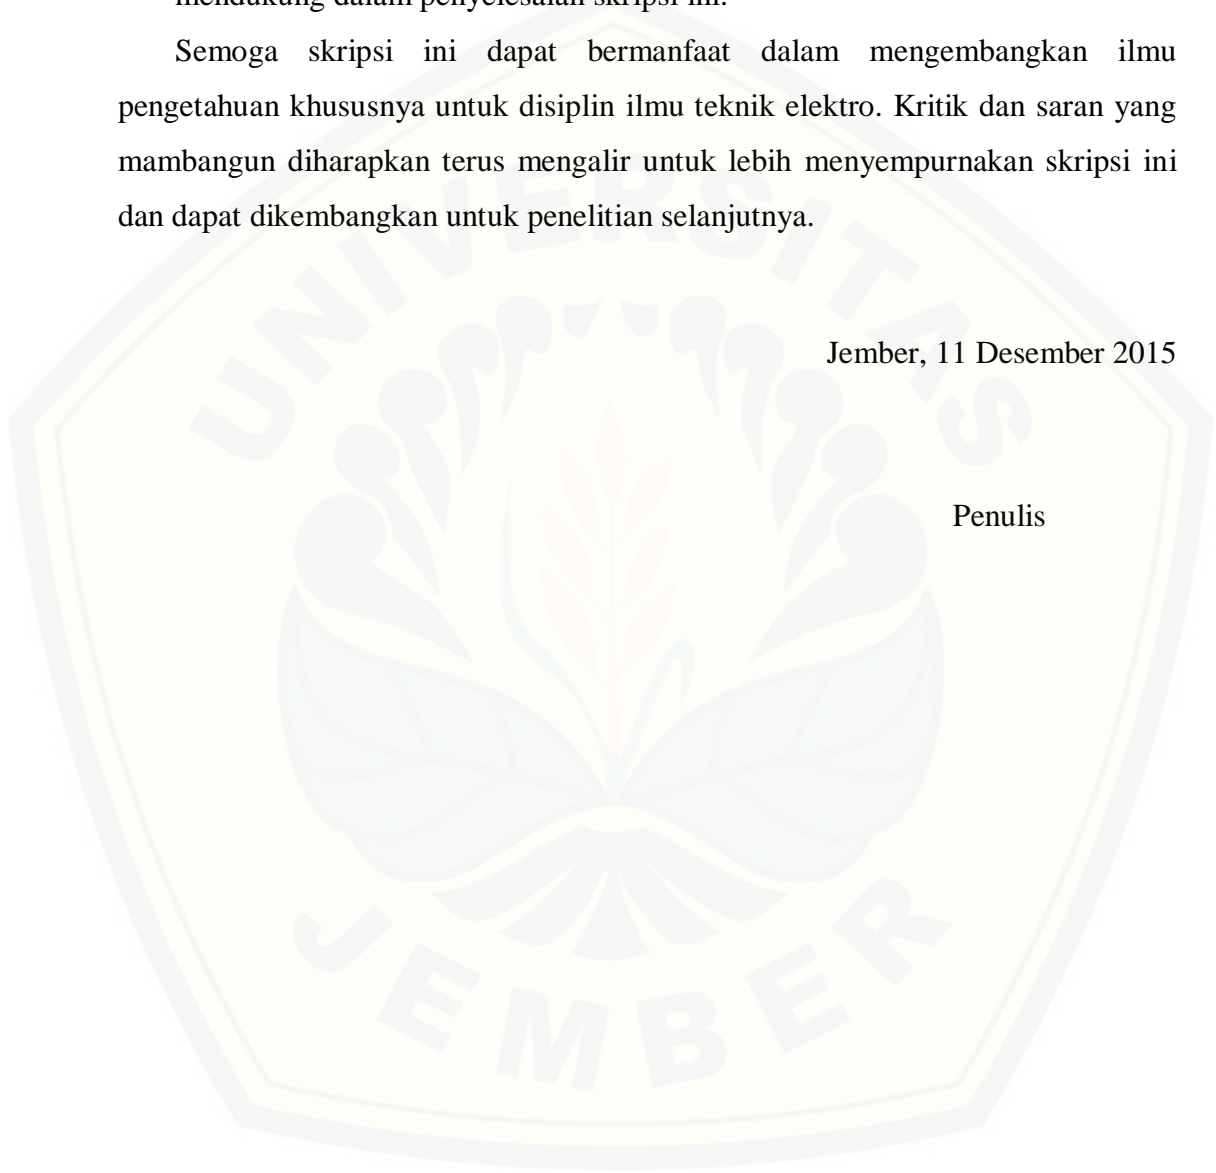 mendukung dalam penyelesaian skripsi ini.
Semoga skripsi ini dapat bermanfaat dalam mengembangkan ilmu
pengetahuan khususnya untuk disiplin ilmu teknik elektro. Kritik dan saran yang
mambangun diharapkan terus mengalir untuk lebih menyempurnakan skripsi ini
dan dapat dikembangkan untuk penelitian selanjutnya.
Jember, 11 Desember 2015
Penulis
UNIVERSITAS
JEMBER